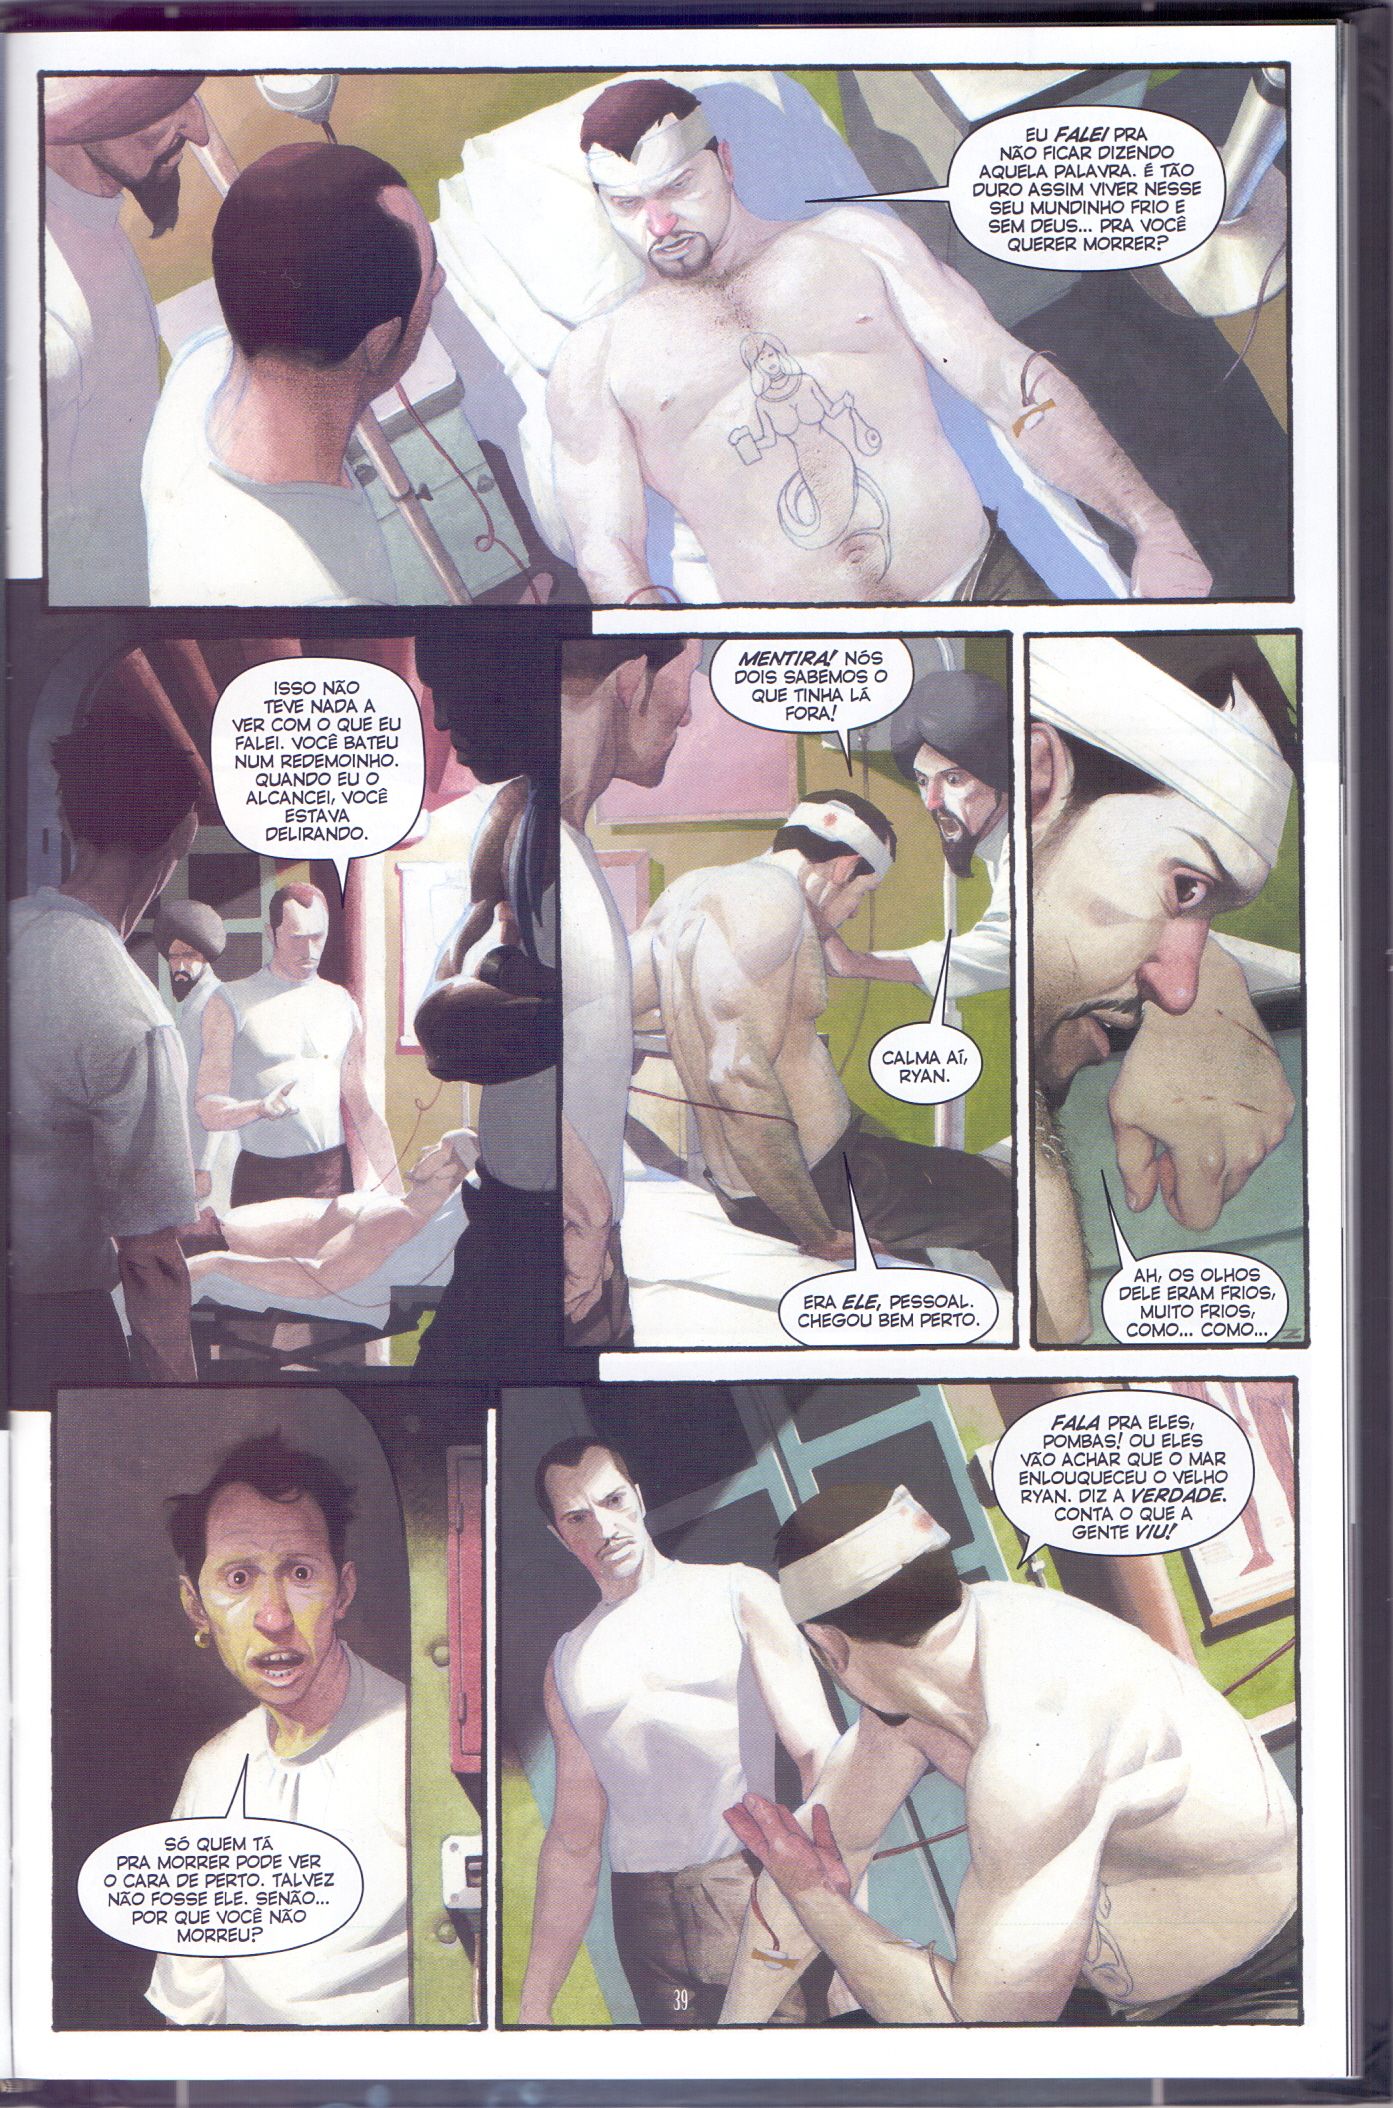 EU FALEI PRA
NÃO FICAR DIZENDO
AQUELA PALAVRA. É TÃO
DURO ASSIM VIVER NESSE
SEU MUNDINHO FRIO E
SEM DEUS... PRA VOCÊ
QUERER MORRER?
ISSO NÃO
TEVE NADA A
VER COM O QUE EU
FALEI. VOCÊ BATEU
NUM REDEMOINHO.
QUANDO EU O
ALCANCEI, VOCÊ
ESTAVA
DELIRANDO.
MENTIRA! NÓS
DOIS SABEMOS O
QUE TINHA LÁ
FORA!
CALMA AÍ,
RYAN.
ERA ELE, PESSOAL.
CHEGOU BEM PERTO.
AH, OS OLHOS
DELE ERAM FRIOS,
MUITO FRIOS,
COMO... COMO...
SÓ QUEM TÁ
PRA MORRER PODE VER
O CARA DE PERTO. TALVEZ
NÃO FOSSE ELE. SENÃO...
POR QUE VOCÊ NÃO
MORREU?
FALA PRA ELES,
POMBAS! OU ELES
VÃO ACHAR QUE O MAR
ENLOUQUECEU O VELHO
RYAN. DIZ A VERDADE.
CONTA O QUE A
GENTE VIU!
39